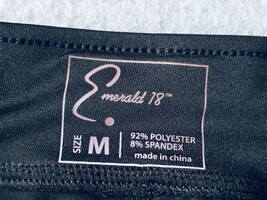 Emerald 18™
SIZE
M
92% POLYESTER
8% SPANDEX
made in china